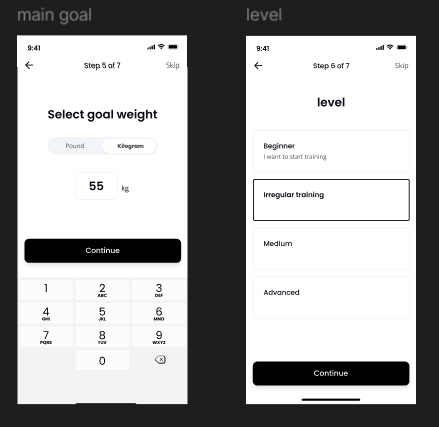 main goal
9:41
Step 5 of 7
Skip
Select goal weight
Pound
Kilogram
55 kg
Continue
1
2 ABC
3 DEF
4 GHI
5 JKL
6 MNO
7 PQRS
8 TUV
9 WXYZ
0
level
9:41
Step 6 of 7
Skip
level
Beginner
I want to start training
Irregular training
Medium
Advanced
Continue